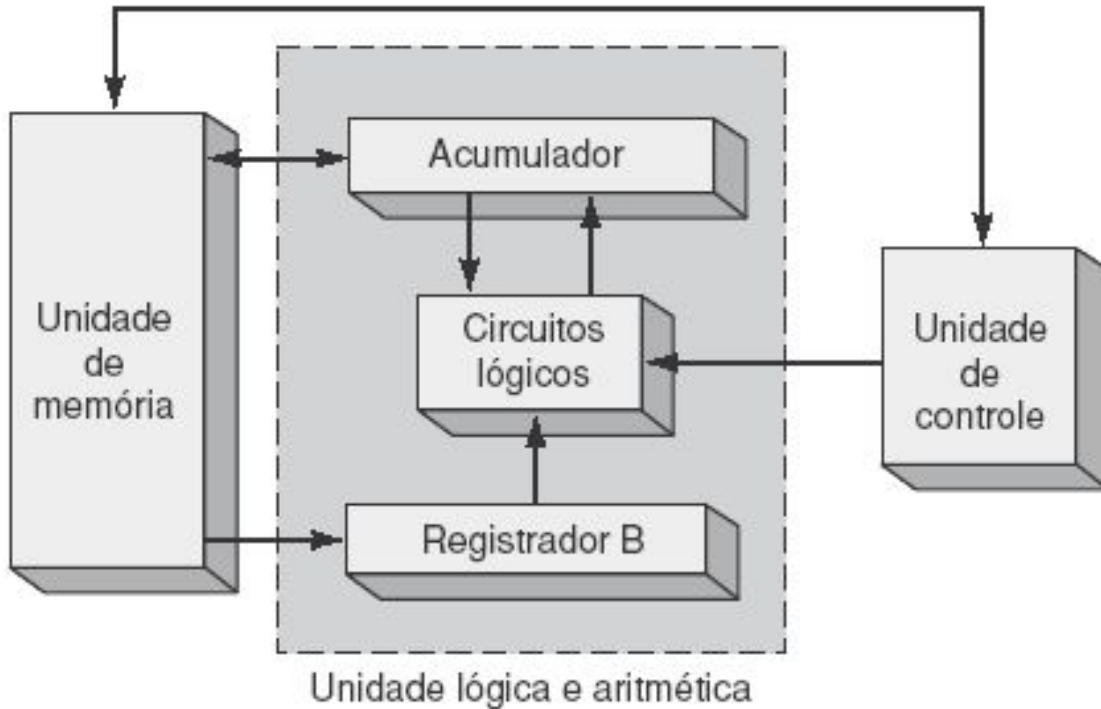 Acumulador
Unidade
de
memória
Circuitos
lógicos
Unidade
de
controle
Registrador B
Unidade lógica e aritmética